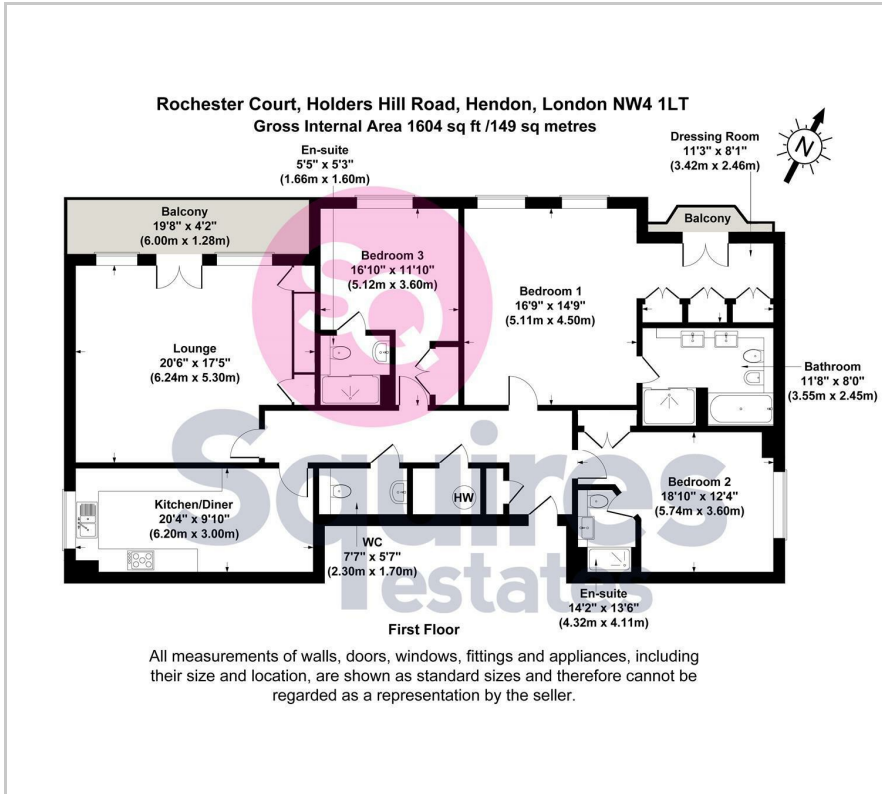 Rochester Court, Holders Hill Road, Hendon, London NW4 1LT
Gross Internal Area 1604 sq ft /149 sq metres
En-suite
5'5" x 5'3"
(1.66m x 1.60m)
Dressing Room
11'3" x 8'1"
(3.42m x 2.46m)
N
Balcony
19'8" x 4'2"
(6.00m x 1.28m)
Balcony
Bedroom 3
16'10" x 11'10"
(5.12m x 3.60m)
Bedroom 1
16'9" x 14'9"
(5.11m x 4.50m)
SQ
Lounge
20'6" x 17'5"
(6.24m x 5.30m)
Bathroom
11'8" x 8'0"
(3.55m x 2.45m)
Squires
estates
Kitchen/Diner
20'4" x 9'10"
(6.20m x 3.00m)
HW
Bedroom 2
18'10" x 12'4"
(5.74m x 3.60m)
WC
7'7" x 5'7"
(2.30m x 1.70m)
En-suite
14'2" x 13'6"
(4.32m x 4.11m)
First Floor
All measurements of walls, doors, windows, fittings and appliances, including
their size and location, are shown as standard sizes and therefore cannot be
regarded as a representation by the seller.